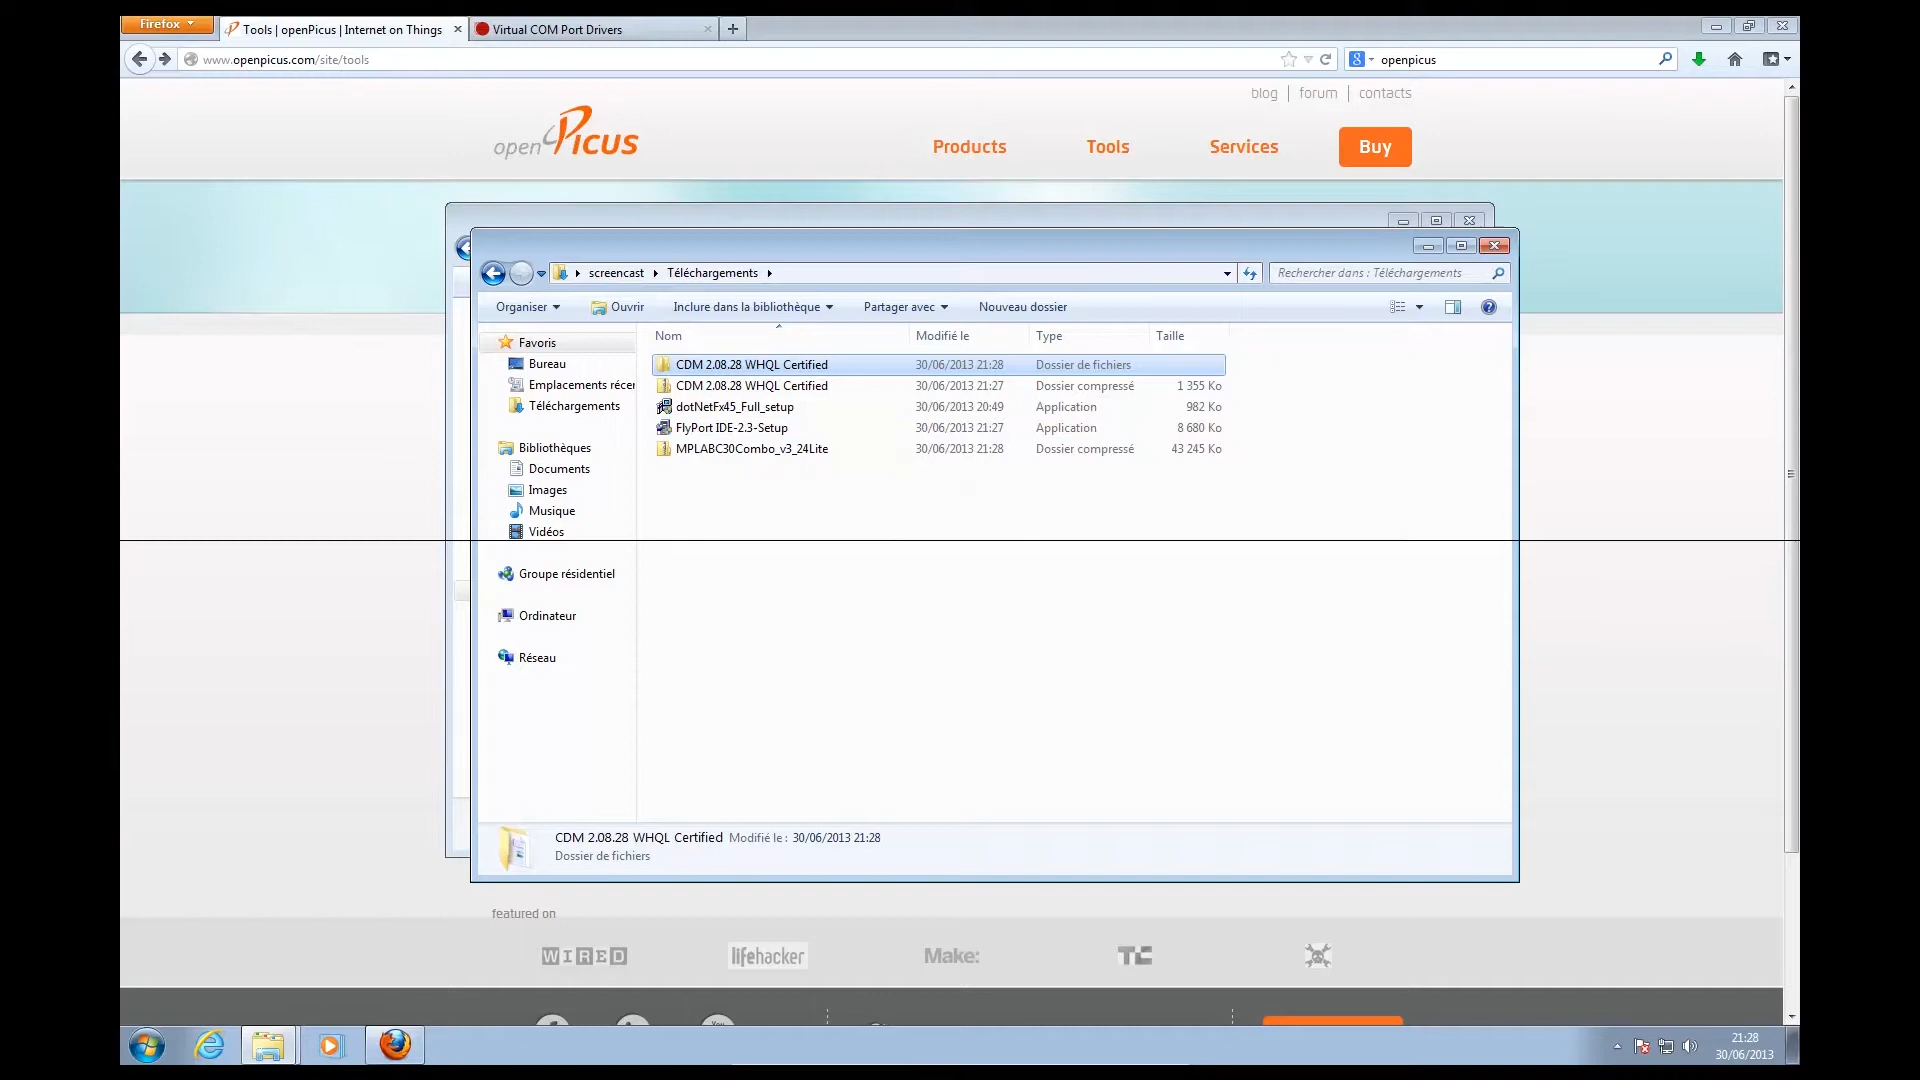 Firefox
Tools | openPicus | Internet on Things
Virtual COM Port Drivers
www.openpicus.com/site/tools
openpicus
blog
forum
contacts
openPicus
Products
Tools
Services
Buy
screencast
Téléchargements
Rechercher dans : Téléchargements
Organiser
Ouvrir
Inclure dans la bibliothèque
Partager avec
Nouveau dossier
Nom Modifié le Type Taille
Favoris
Bureau
Emplacements récer
Téléchargements
Bibliothèques
Documents
Images
Musique
Vidéos
Groupe résidentiel
Ordinateur
Réseau
CDM 2.08.28 WHQL Certified 30/06/2013 21:28 Dossier de fichiers
CDM 2.08.28 WHQL Certified 30/06/2013 21:27 Dossier compressé 1 355 Ko
dotNetFx45_Full_setup 30/06/2013 20:49 Application 982 Ko
FlyPort IDE-2.3-Setup 30/06/2013 21:27 Application 8 680 Ko
MPLABC30Combo_v3_24Lite 30/06/2013 21:28 Dossier compressé 43 245 Ko
CDM 2.08.28 WHQL Certified Modifié le : 30/06/2013 21:28
Dossier de fichiers
featured on
WIRED
lifehacker
Make:
TC
21:28
30/06/2013